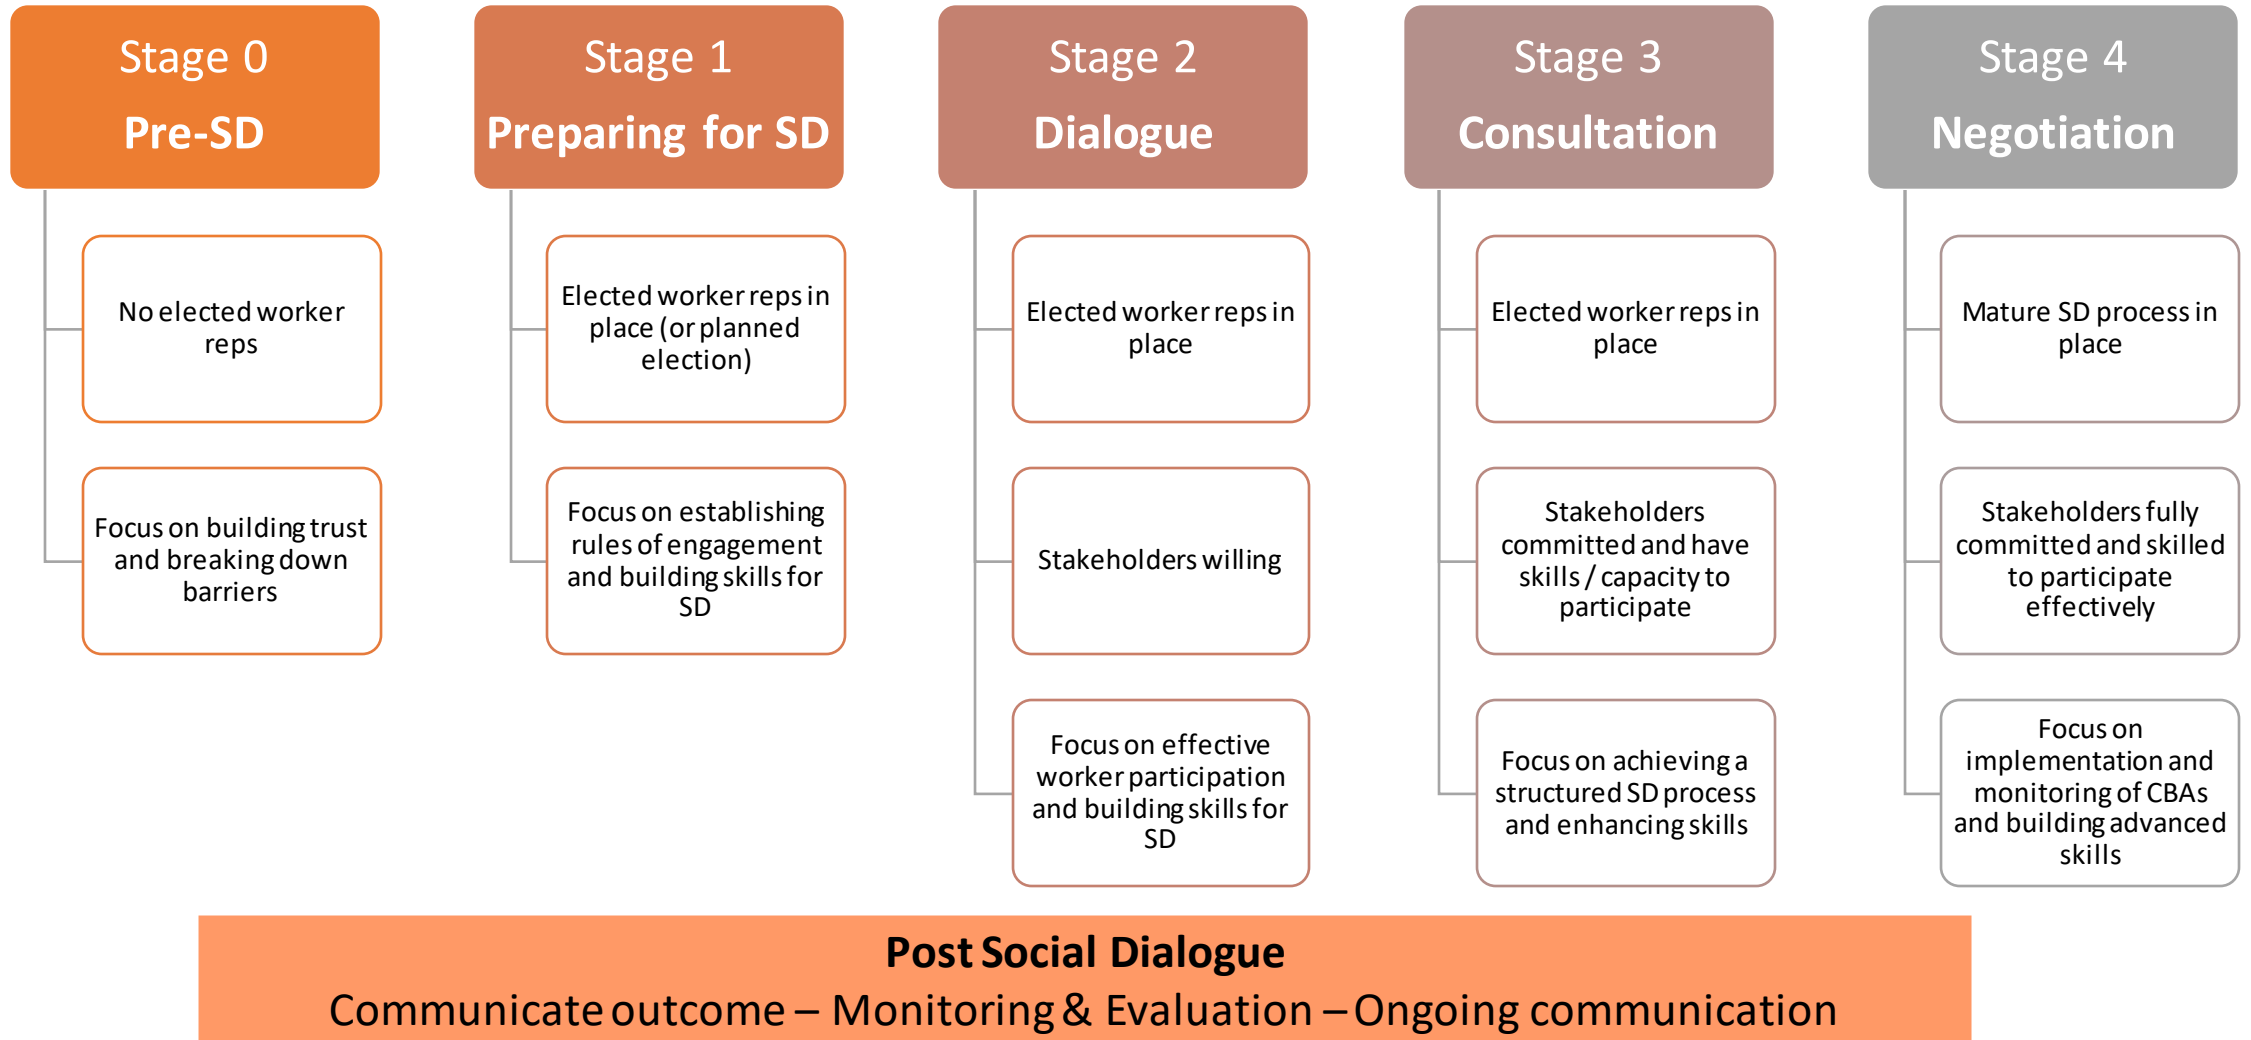 Stage 0
Pre-SD
No elected worker
reps
Focus on building trust
and breaking down
barriers
Stage 1
Preparing for SD
Elected worker reps in
place (or planned
election)
Focus on establishing
rules of engagement
and building skills for
SD
Stage 2
Dialogue
Elected worker reps in
place
Stakeholders willing
Focus on effective
worker participation
and building skills for
SD
Stage 3
Consultation
Elected worker reps in
place
Stakeholders
committed and have
skills / capacity to
participate
Focus on achieving a
structured SD process
and enhancing skills
Stage 4
Negotiation
Mature SD process in
place
Stakeholders fully
committed and skilled
to participate
effectively
Focus on
implementation and
monitoring of CBAs
and building advanced
skills
Post Social Dialogue
Communicate outcome – Monitoring & Evaluation – Ongoing communication